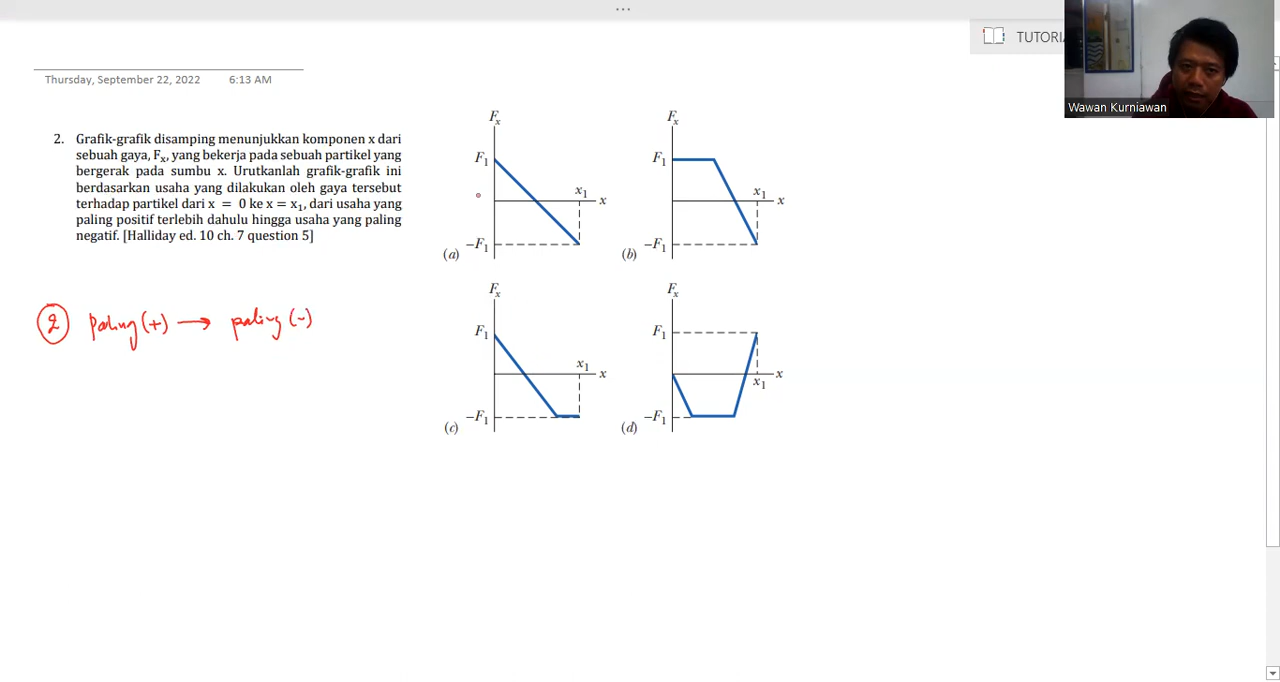 ...
TUTORI
Wawan Kurniawan
Thursday, September 22, 2022 6:13 AM
2. Grafik-grafik disamping menunjukkan komponen x dari
sebuah gaya, Fₓ, yang bekerja pada sebuah partikel yang
bergerak pada sumbu x. Urutkanlah grafik-grafik ini
berdasarkan usaha yang dilakukan oleh gaya tersebut
terhadap partikel dari x = 0 ke x = x₁, dari usaha yang
paling positif terlebih dahulu hingga usaha yang paling
negatif. [Halliday ed. 10 ch. 7 question 5]
Fₓ
F₁
x₁
x
−F₁
(a)
Fₓ
F₁
x₁
x
−F₁
(b)
2 paling (+) → paling (-)
Fₓ
F₁
x₁
x
−F₁
(c)
Fₓ
F₁
x
x₁
−F₁
(d)